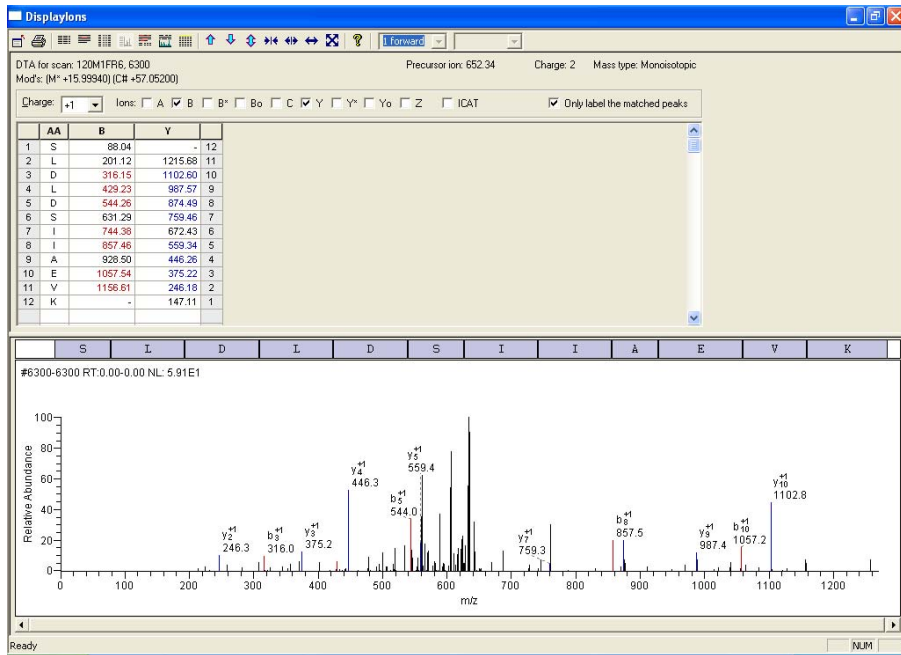 DisplayIons
1 forward
DTA for scan: 120M1FR6, 6300 Precursor ion: 652.34 Charge: 2 Mass type: Monoisotopic
Mod's: (M* +15.99940) (C# +57.05200)
Charge: +1 Ions: A B B* Bo C Y Y* Yo Z ICAT Only label the matched peaks
AA B Y
1 S 88.04 - 12
2 L 201.12 1215.68 11
3 D 316.15 1102.60 10
4 L 429.23 987.57 9
5 D 544.26 874.49 8
6 S 631.29 759.46 7
7 I 744.38 672.43 6
8 I 857.46 559.34 5
9 A 928.50 446.26 4
10 E 1057.54 375.22 3
11 V 1156.61 246.18 2
12 K - 147.11 1
S L D L D S I I A E V K
#6300-6300 RT:0.00-0.00 NL: 5.91E1
Relative Abundance
100
80
60
40
20
0
y2+1
246.3
b3+1
316.0
y3+1
375.2
y4+1
446.3
b5+1
544.0
y5+1
559.4
y7+1
759.3
b8+1
857.5
y9+1
987.4
b10+1
1057.2
y10+1
1102.8
0 100 200 300 400 500 600 700 800 900 1000 1100 1200
m/z
Ready NUM